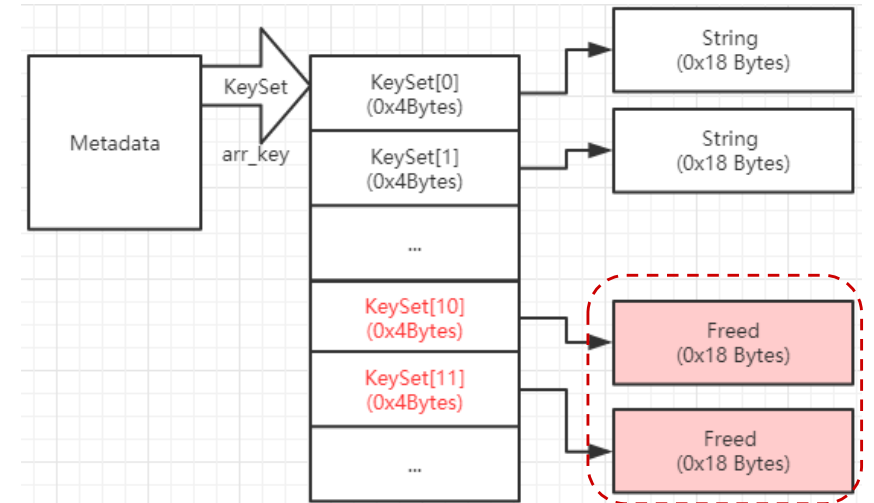 Metadata
KeySet
arr_key
KeySet[0]
(0x4Bytes)
KeySet[1]
(0x4Bytes)
...
KeySet[10]
(0x4Bytes)
KeySet[11]
(0x4Bytes)
...
String
(0x18 Bytes)
String
(0x18 Bytes)
Freed
(0x18 Bytes)
Freed
(0x18 Bytes)